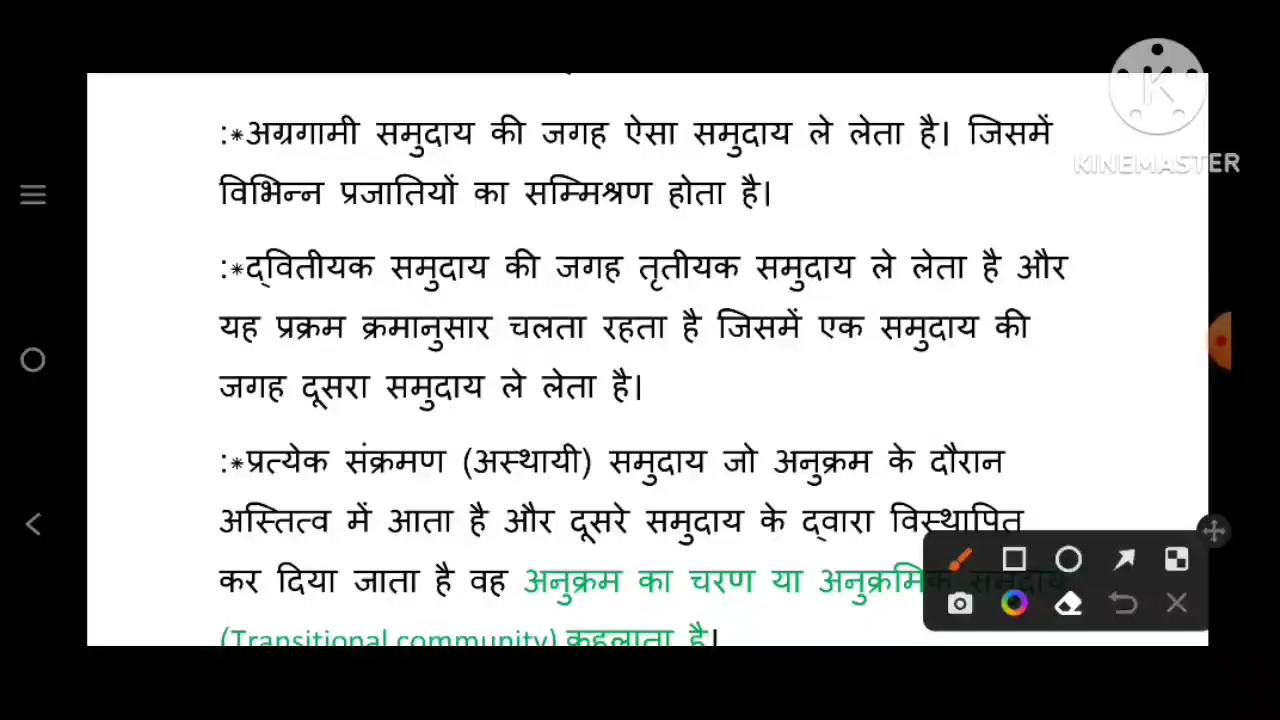 :*अग्रगामी समुदाय की जगह ऐसा समुदाय ले लेता है। जिसमें
विभिन्न प्रजातियों का सम्मिश्रण होता है।
:*द्वितीयक समुदाय की जगह तृतीयक समुदाय ले लेता है और
यह प्रक्रम क्रमानुसार चलता रहता है जिसमें एक समुदाय की
जगह दूसरा समुदाय ले लेता है।
:*प्रत्येक संक्रमण (अस्थायी) समुदाय जो अनुक्रम के दौरान
अस्तित्व में आता है और दूसरे समुदाय के द्वारा विस्थापित
कर दिया जाता है वह अनुक्रम का चरण या अनुक्रमिक समुदाय
(Transitional community) कहलाता है।
KINEMASTER